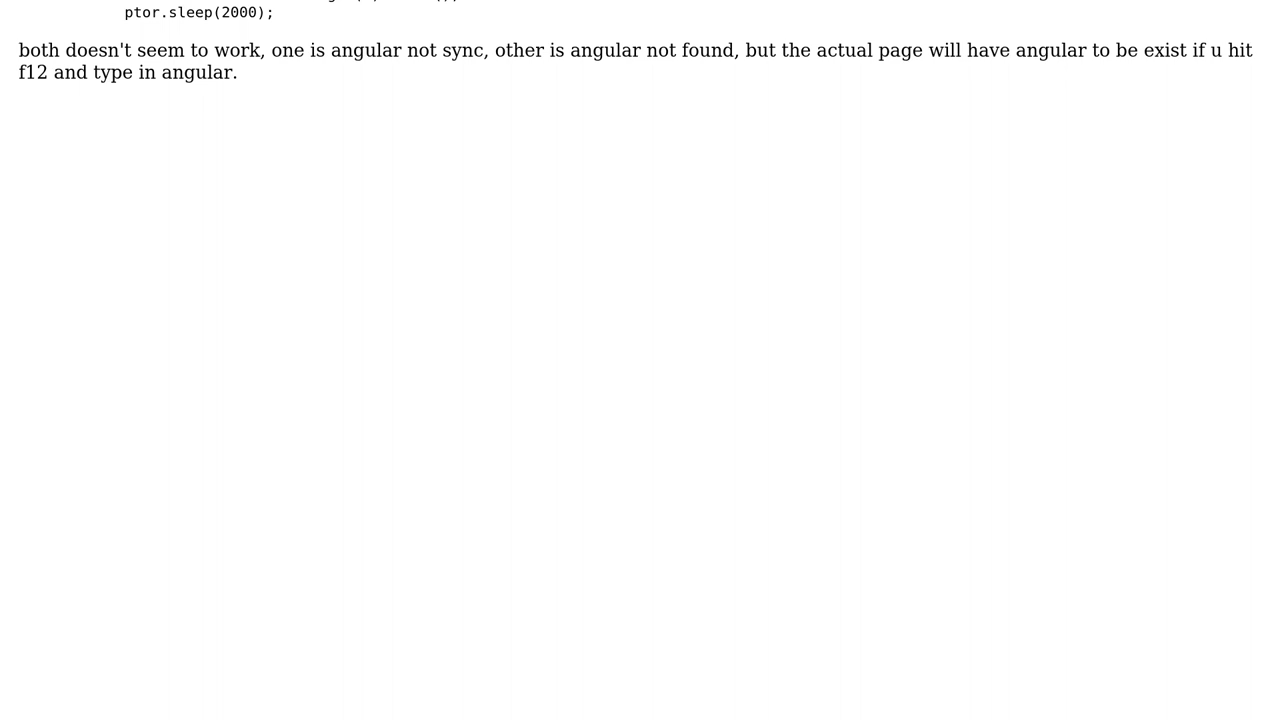 ptor.sleep(2000);
both doesn't seem to work, one is angular not sync, other is angular not found, but the actual page will have angular to be exist if u hit
f12 and type in angular.